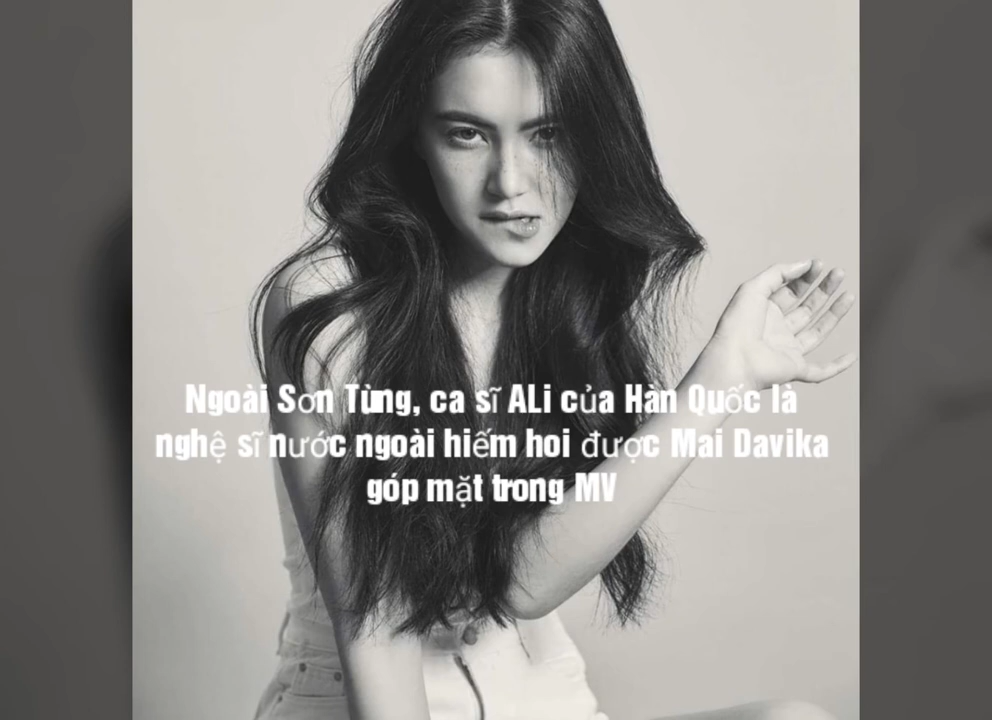 Ngoài Sơn Tùng, ca sĩ ALi của Hàn Quốc là
nghệ sĩ nước ngoài hiếm hoi được Mai Davika
góp mặt trong MV